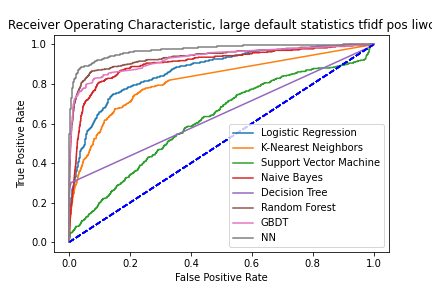 Receiver Operating Characteristic, large default statistics tfidf pos liwc
1.0
0.8
0.6
0.4
0.2
0.0
True Positive Rate
Logistic Regression
K-Nearest Neighbors
Support Vector Machine
Naive Bayes
Decision Tree
Random Forest
GBDT
NN
0.0 0.2 0.4 0.6 0.8 1.0
False Positive Rate